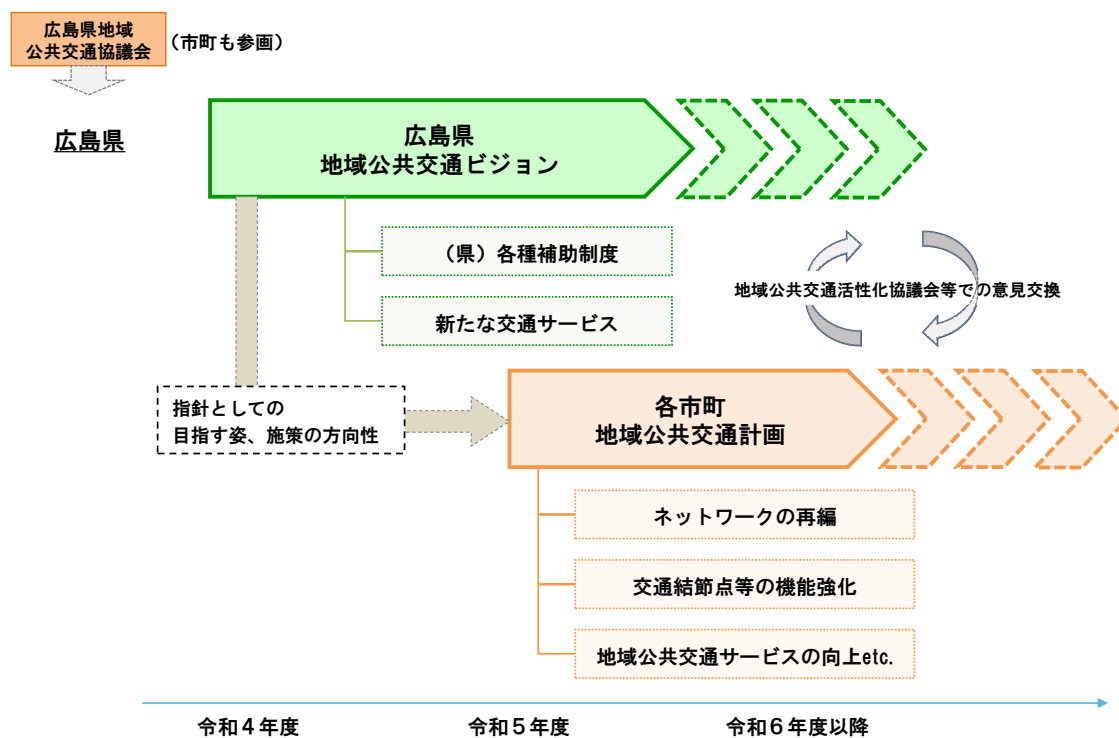 広島県地域
公共交通協議会
（市町も参画）
広島県
広島県
地域公共交通ビジョン
（県）各種補助制度
新たな交通サービス
地域公共交通活性化協議会等での意見交換
指針としての
目指す姿、施策の方向性
各市町
地域公共交通計画
ネットワークの再編
交通結節点等の機能強化
地域公共交通サービスの向上etc.
令和４年度
令和５年度
令和６年度以降